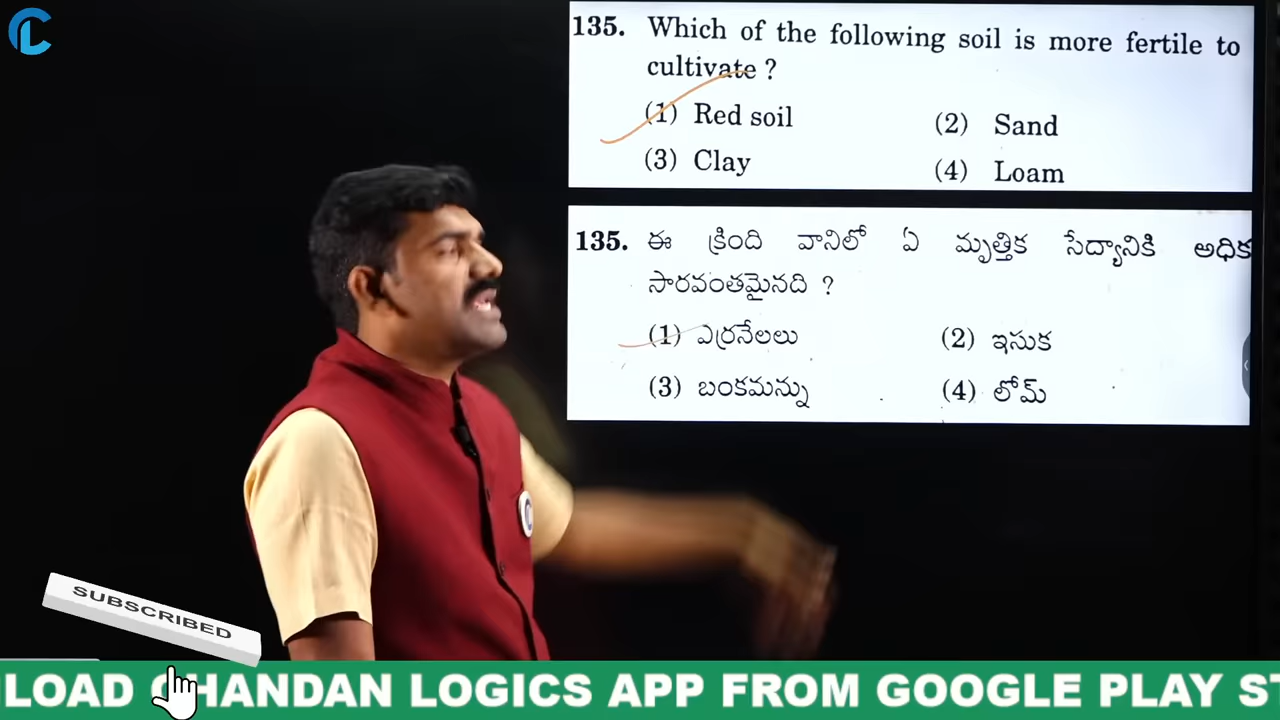 135. Which of the following soil is more fertile to
cultivate ?
(1) Red soil (2) Sand
(3) Clay (4) Loam
135. ఈ క్రింది వానిలో ఏ మృత్తిక సేద్యానికి అధిక
సారవంతమైనది ?
(1) ఎర్రనేలలు (2) ఇసుక
(3) బంకమన్ను (4) లోమ్
SUBSCRIBED
LOAD CHANDAN LOGICS APP FROM GOOGLE PLAY ST